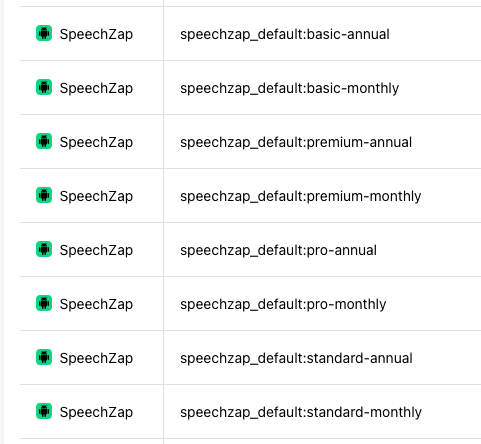 SpeechZap speechzap_default:basic-annual
SpeechZap speechzap_default:basic-monthly
SpeechZap speechzap_default:premium-annual
SpeechZap speechzap_default:premium-monthly
SpeechZap speechzap_default:pro-annual
SpeechZap speechzap_default:pro-monthly
SpeechZap speechzap_default:standard-annual
SpeechZap speechzap_default:standard-monthly